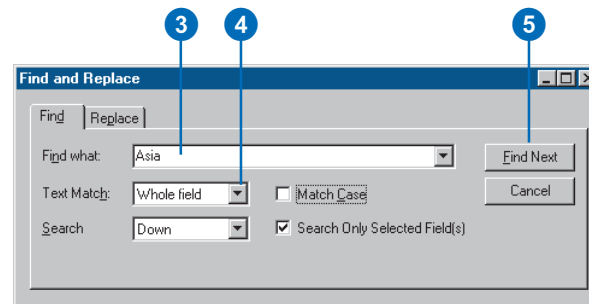 3 4 5
Find and Replace
Find Replace
Find what: Asia Find Next
Text Match: Whole field Match Case Cancel
Search Down Search Only Selected Field(s)